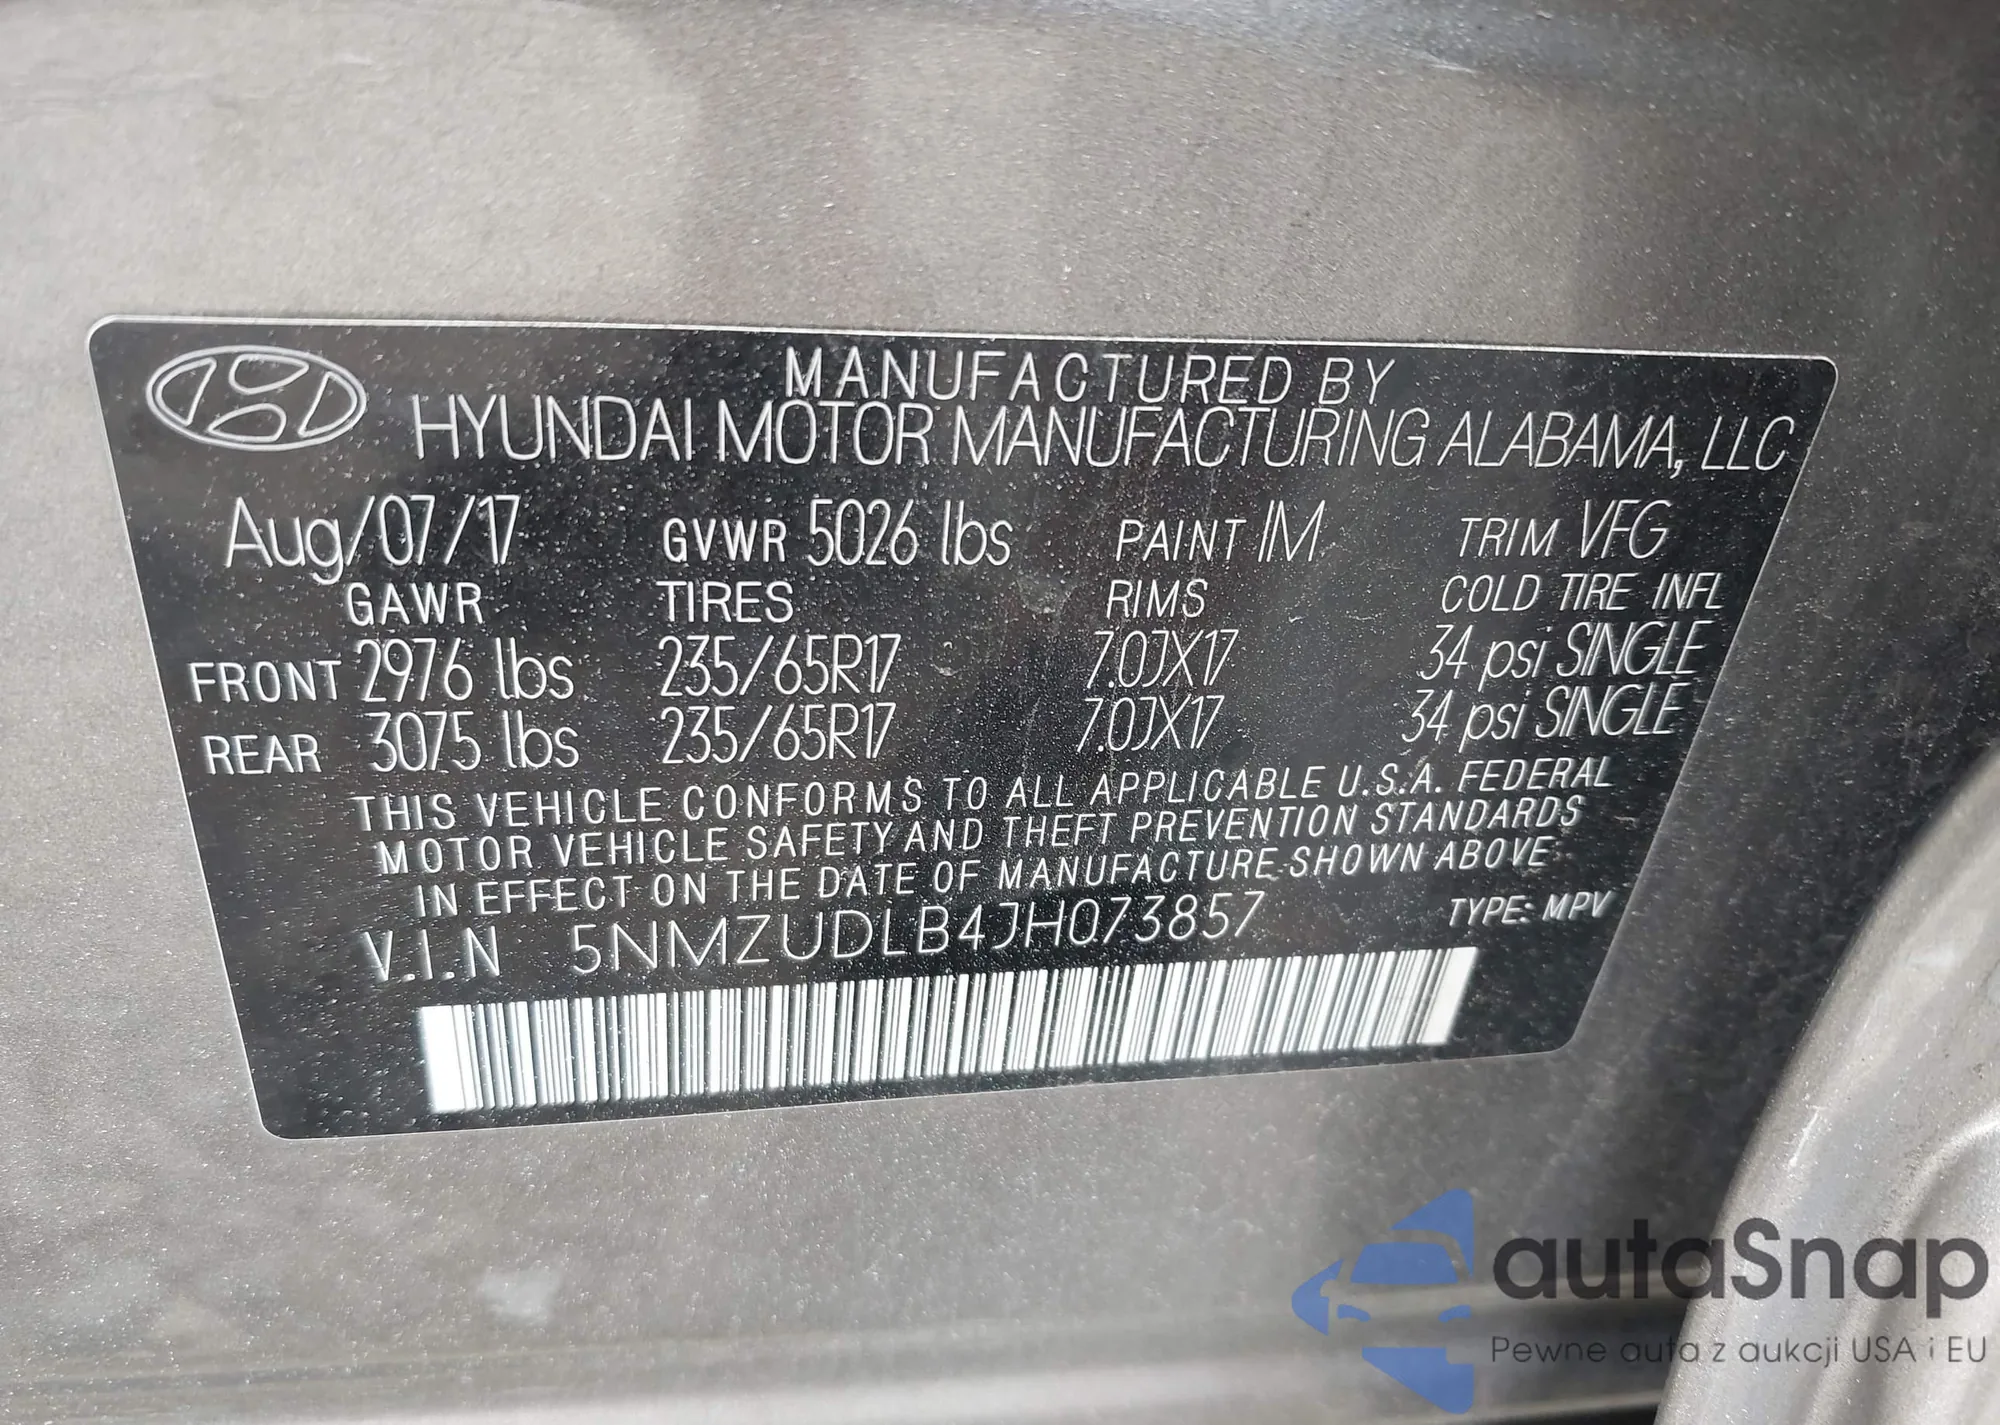 MANUFACTURED BY
HYUNDAI MOTOR MANUFACTURING ALABAMA, LLC
Aug/07/17 GVWR 5026 lbs PAINT IM TRIM VFG
GAWR TIRES RIMS COLD TIRE INFL
FRONT 2976 lbs 235/65R17 7.0JX17 34 psi SINGLE
REAR 3075 lbs 235/65R17 7.0JX17 34 psi SINGLE
THIS VEHICLE CONFORMS TO ALL APPLICABLE U.S.A. FEDERAL
MOTOR VEHICLE SAFETY AND THEFT PREVENTION STANDARDS
IN EFFECT ON THE DATE OF MANUFACTURE SHOWN ABOVE
V.I.N 5NMZUDLB4JH073857 TYPE: MPV
autaSnap
Pewne auta z aukcji USA i EU